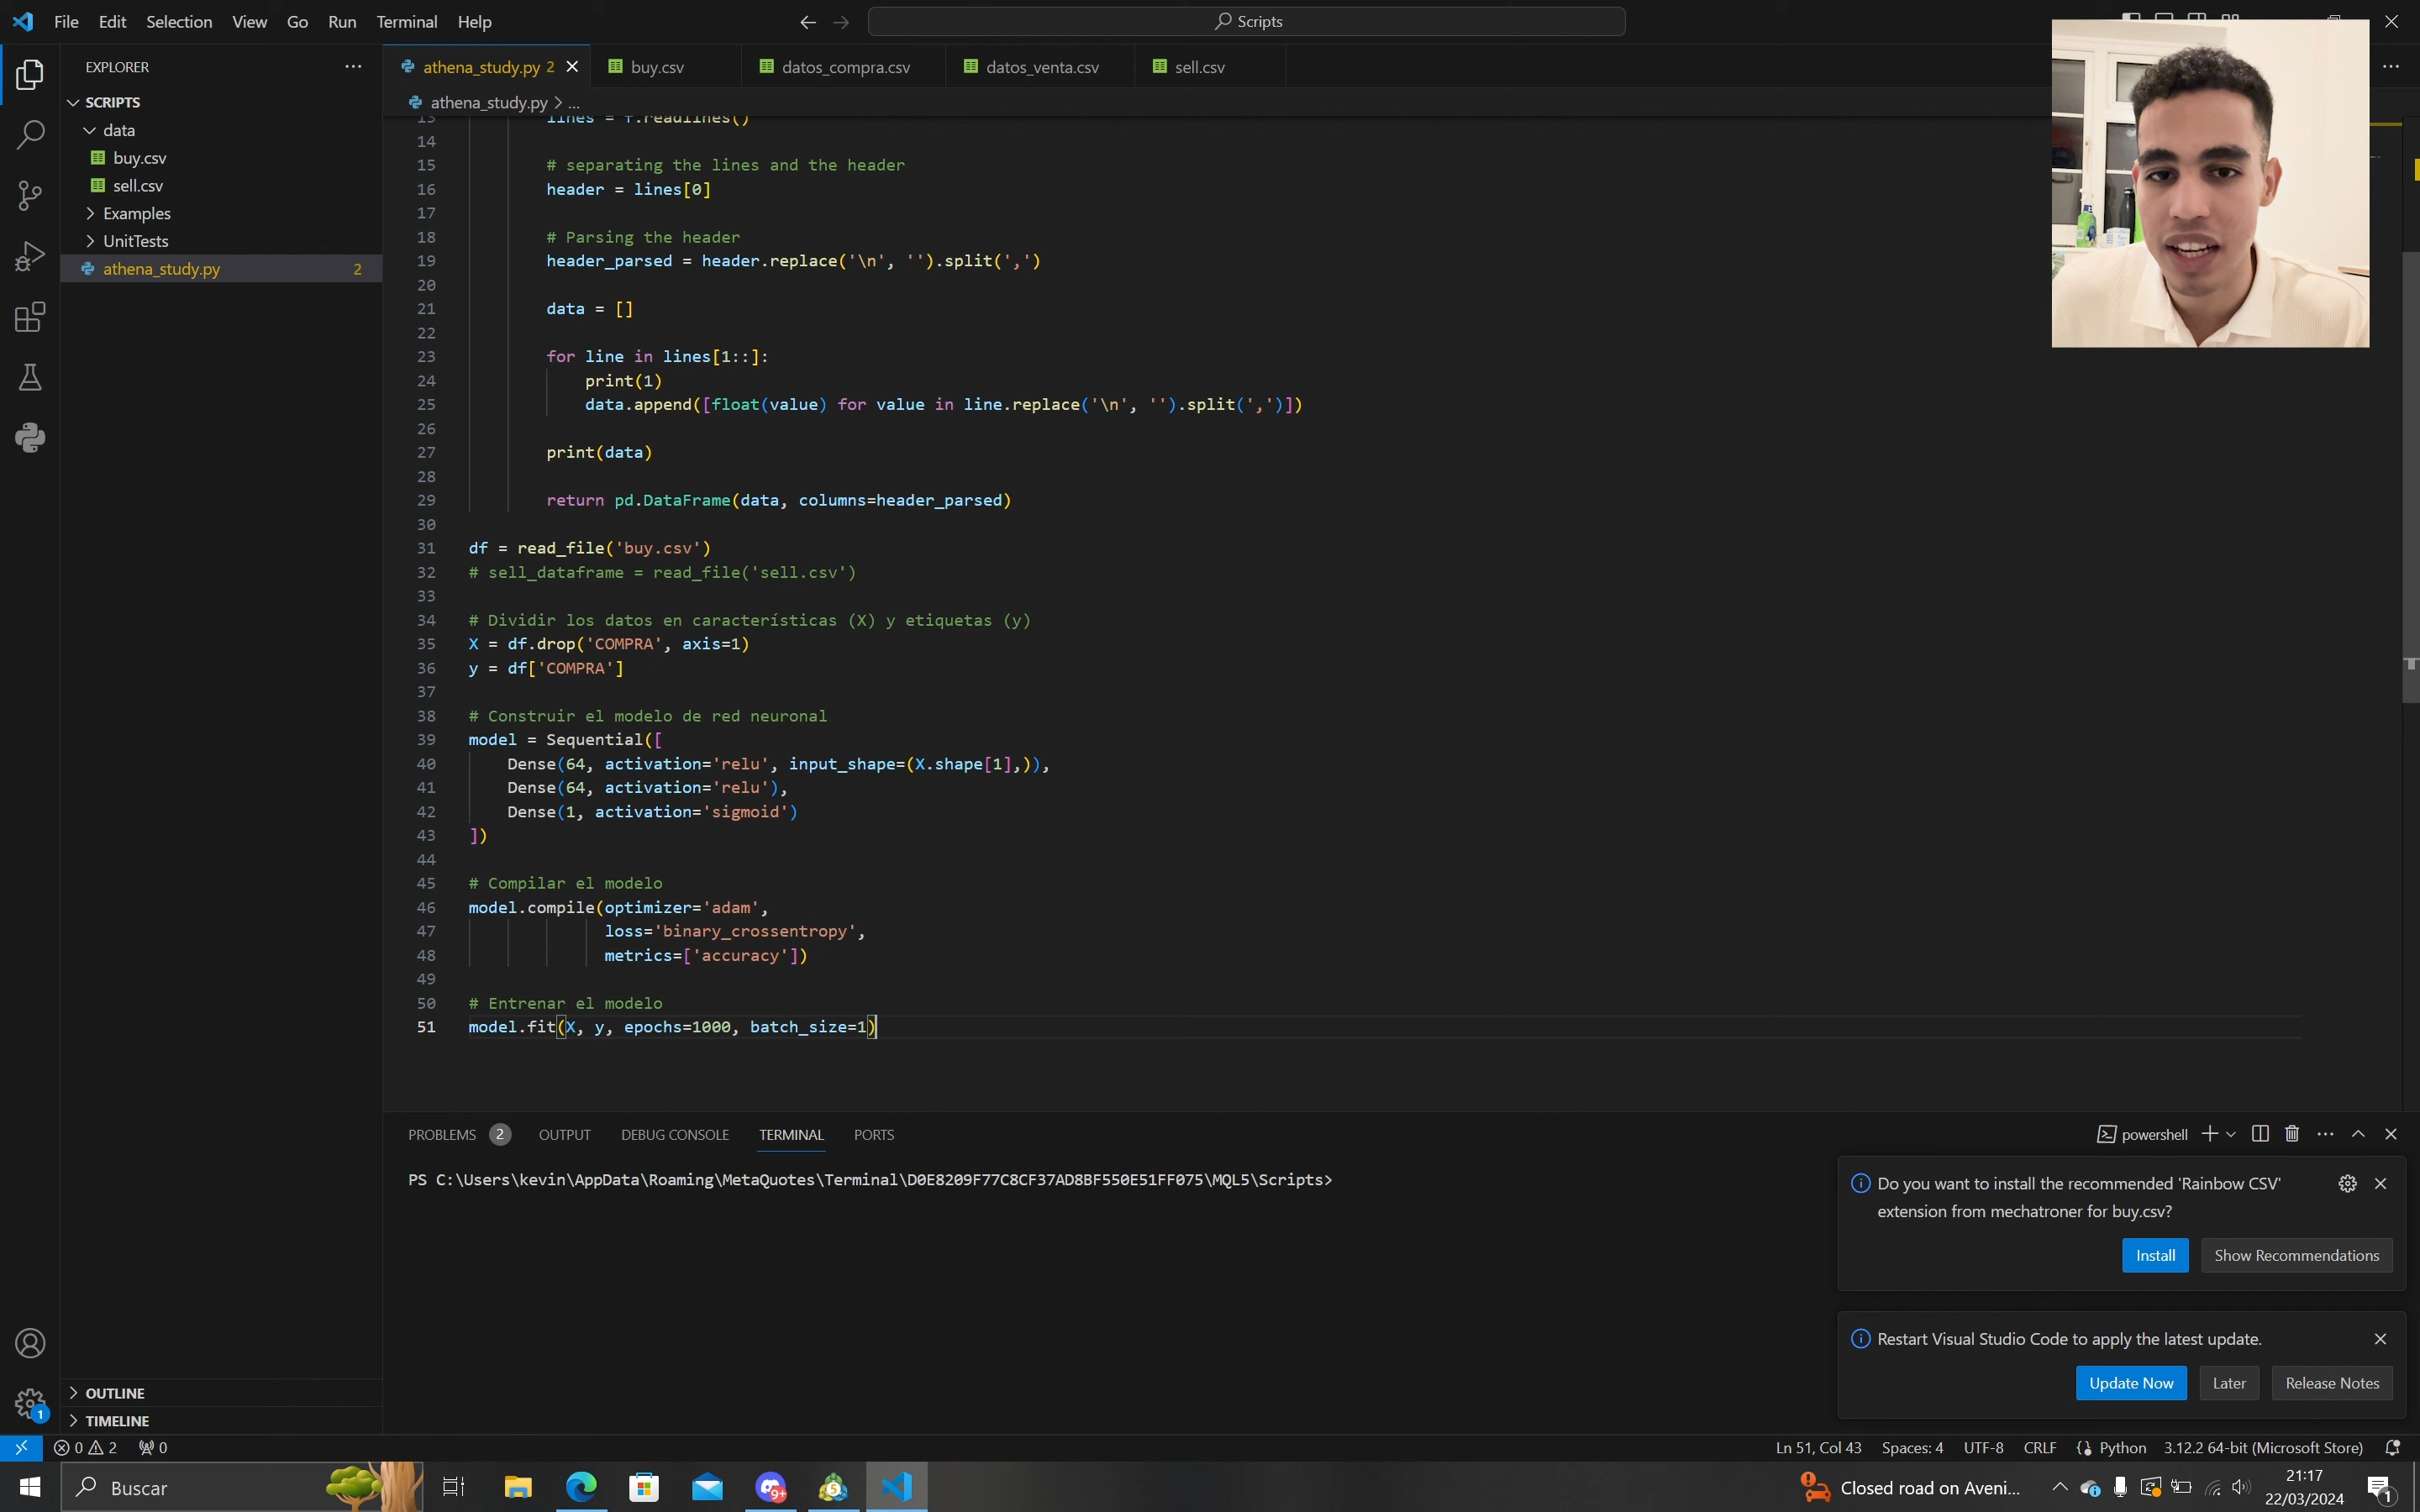 File Edit Selection View Go Run Terminal Help
Scripts
EXPLORER
SCRIPTS
data
buy.csv
sell.csv
Examples
UnitTests
athena_study.py 2
athena_study.py 2
buy.csv
datos_compra.csv
datos_venta.csv
sell.csv
athena_study.py > ...
13 lines = f.readlines()
14
15 # separating the lines and the header
16 header = lines[0]
17
18 # Parsing the header
19 header_parsed = header.replace('\n', '').split(',')
20
21 data = []
22
23 for line in lines[1::]:
24 print(1)
25 data.append([float(value) for value in line.replace('\n', '').split(',')])
26
27 print(data)
28
29 return pd.DataFrame(data, columns=header_parsed)
30
31 df = read_file('buy.csv')
32 # sell_dataframe = read_file('sell.csv')
33
34 # Dividir los datos en características (X) y etiquetas (y)
35 X = df.drop('COMPRA', axis=1)
36 y = df['COMPRA']
37
38 # Construir el modelo de red neuronal
39 model = Sequential([
40 Dense(64, activation='relu', input_shape=(X.shape[1],)),
41 Dense(64, activation='relu'),
42 Dense(1, activation='sigmoid')
43 ])
44
45 # Compilar el modelo
46 model.compile(optimizer='adam',
47 loss='binary_crossentropy',
48 metrics=['accuracy'])
49
50 # Entrenar el modelo
51 model.fit(X, y, epochs=1000, batch_size=1)
PROBLEMS 2 OUTPUT DEBUG CONSOLE TERMINAL PORTS
powershell
PS C:\Users\kevin\AppData\Roaming\MetaQuotes\Terminal\D0E8209F77C8CF37AD8BF550E51FF075\MQL5\Scripts>
Do you want to install the recommended 'Rainbow CSV'
extension from mechatroner for buy.csv?
Install Show Recommendations
Restart Visual Studio Code to apply the latest update.
Update Now Later Release Notes
1
OUTLINE
TIMELINE
0 2 0
Ln 51, Col 43 Spaces: 4 UTF-8 CRLF Python 3.12.2 64-bit (Microsoft Store)
Buscar
9+
5
Closed road on Aveni...
21:17
22/03/2024
1